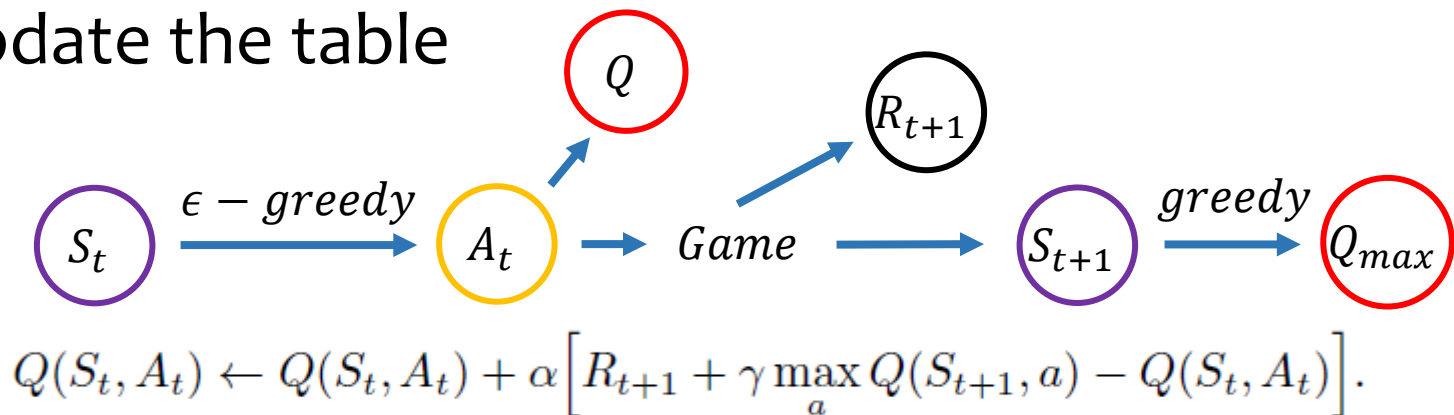 pdate the table
Q
R_{t+1}
S_t
ϵ − greedy
A_t
Game
S_{t+1}
greedy
Q_{max}
Q(S_t, A_t) ← Q(S_t, A_t) + α[R_{t+1} + γ max_a Q(S_{t+1}, a) − Q(S_t, A_t)].